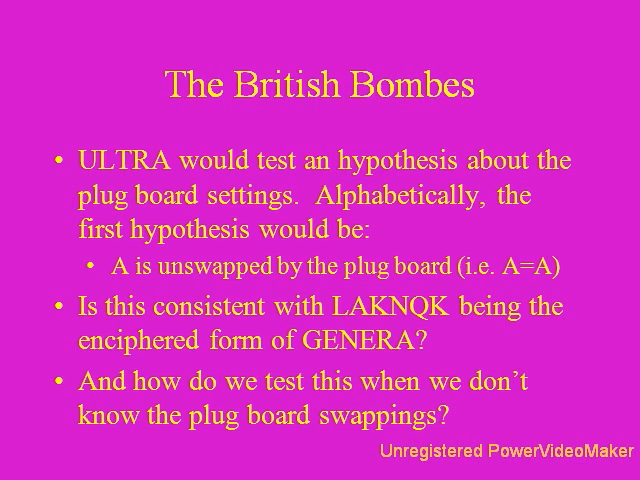 The British Bombes
• ULTRA would test an hypothesis about the
plug board settings.  Alphabetically, the
first hypothesis would be:
• A is unswapped by the plug board (i.e. A=A)
• Is this consistent with LAKNQK being the
enciphered form of GENERA?
• And how do we test this when we don’t
know the plug board swappings?
Unregistered PowerVideoMaker